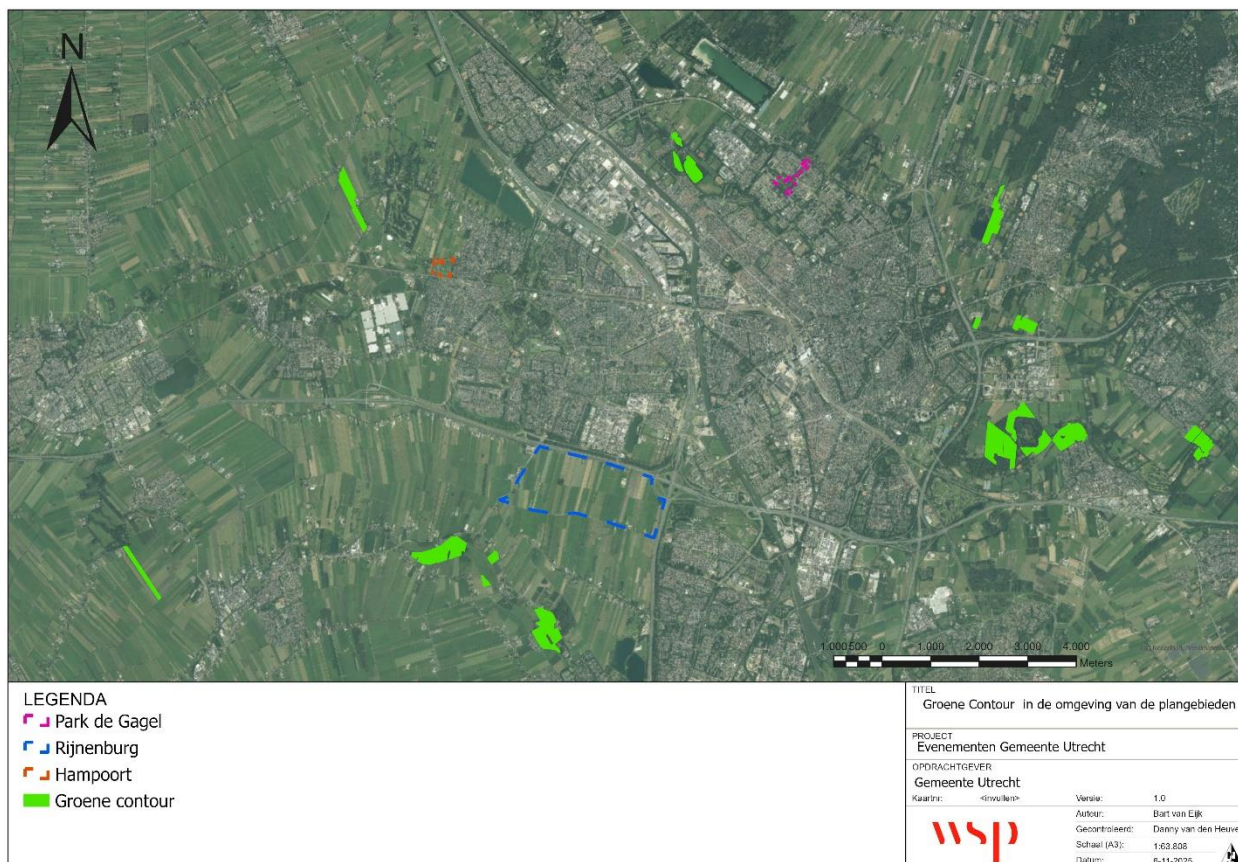 N
1.000 500 0 1.000 2.000 3.000 4.000
Meters
LEGENDA
Park de Gagel
Rijnenburg
Hampoort
Groene contour
TITEL
Groene Contour in de omgeving van de plangebieden
PROJECT
Evenementen Gemeente Utrecht
OPDRACHTGEVER
Gemeente Utrecht
Kaartnr: <invullen> Versie: 1.0
Auteur: Bart van Eijk
Gecontroleerd: Danny van den Heuve
Schaal (A3): 1:63.808
Datum: 6-11-2025
wsp